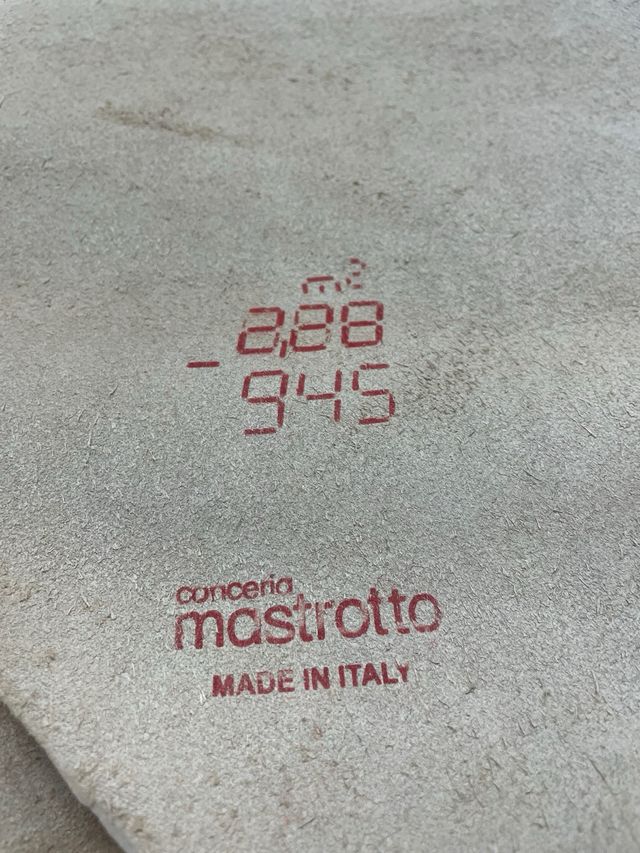 m²
2,88
- 945
conceria
mastrotto
MADE IN ITALY